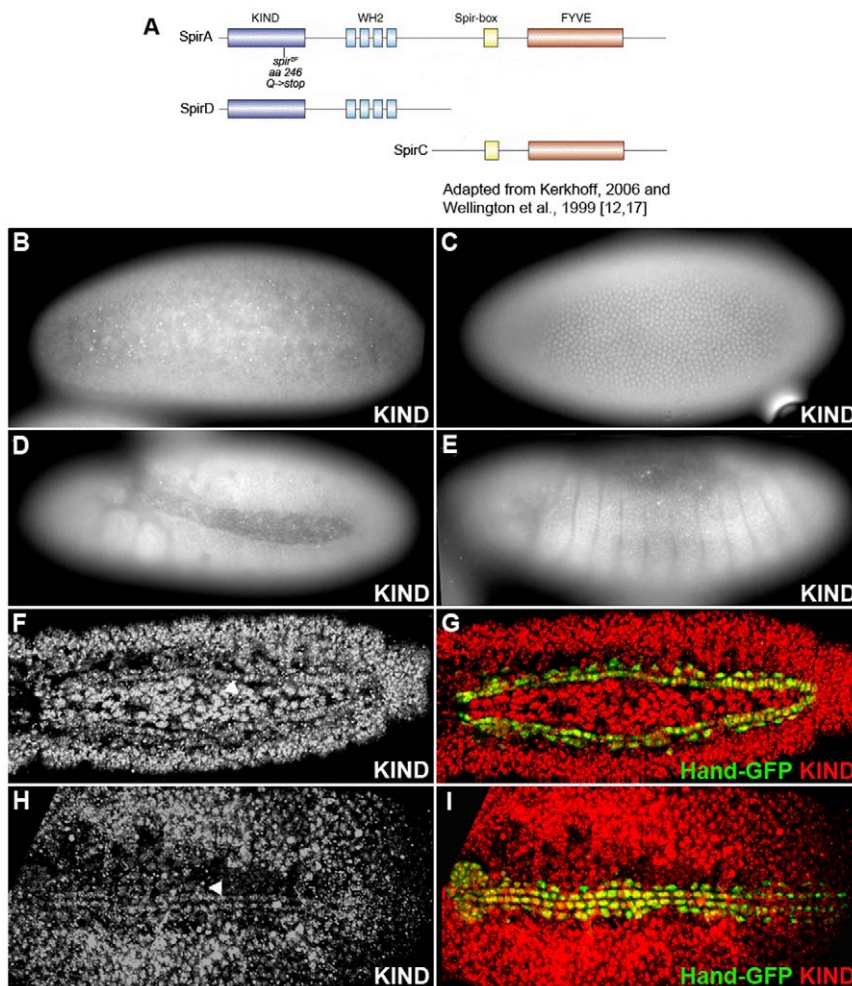 A
KIND
WH2
Spir-box
FYVE
SpirA
spir²ᶠ
aa 246
Q->stop
SpirD
SpirC
Adapted from Kerkhoff, 2006 and
Wellington et al., 1999 [12,17]
B
KIND
C
KIND
D
KIND
E
KIND
F
KIND
G
Hand-GFP KIND
H
KIND
I
Hand-GFP KIND